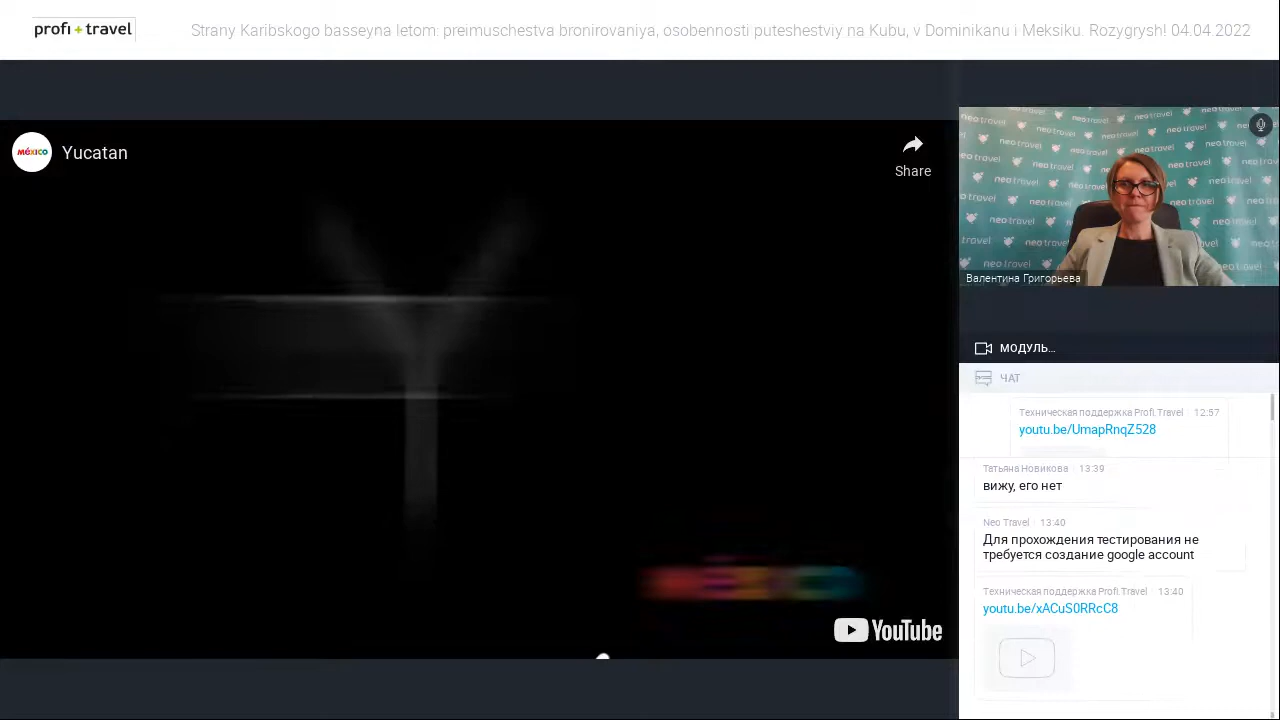 profi + travel
Strany Karibskogo basseyna letom: preimuschestva bronirovaniya, osobennosti puteshestviy na Kubu, v Dominikanu i Meksiku. Rozygrysh! 04.04.2022
MÉXICO
Yucatan
Share
neo travel
Валентина Григорьева
МОДУЛЬ...
ЧАТ
Техническая поддержка Profi.Travel · 12:57
youtu.be/UmapRnqZ528
Татьяна Новикова · 13:39
вижу, его нет
Neo Travel · 13:40
Для прохождения тестирования не
требуется создание google account
Техническая поддержка Profi.Travel · 13:40
youtu.be/xACuS0RRcC8
Y
MÉXICO
YouTube